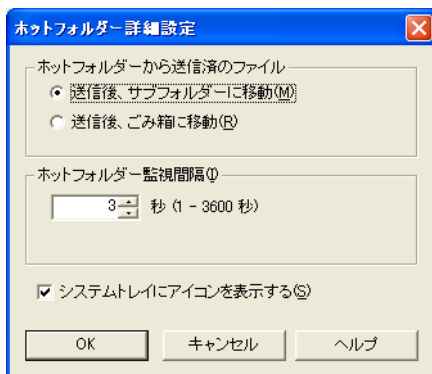 ホットフォルダー詳細設定
ホットフォルダーから送信済のファイル
送信後、サブフォルダーに移動(M)
送信後、ごみ箱に移動(R)
ホットフォルダー監視間隔(I)
3 秒 (1 - 3600 秒)
システムトレイにアイコンを表示する(S)
OK キャンセル ヘルプ